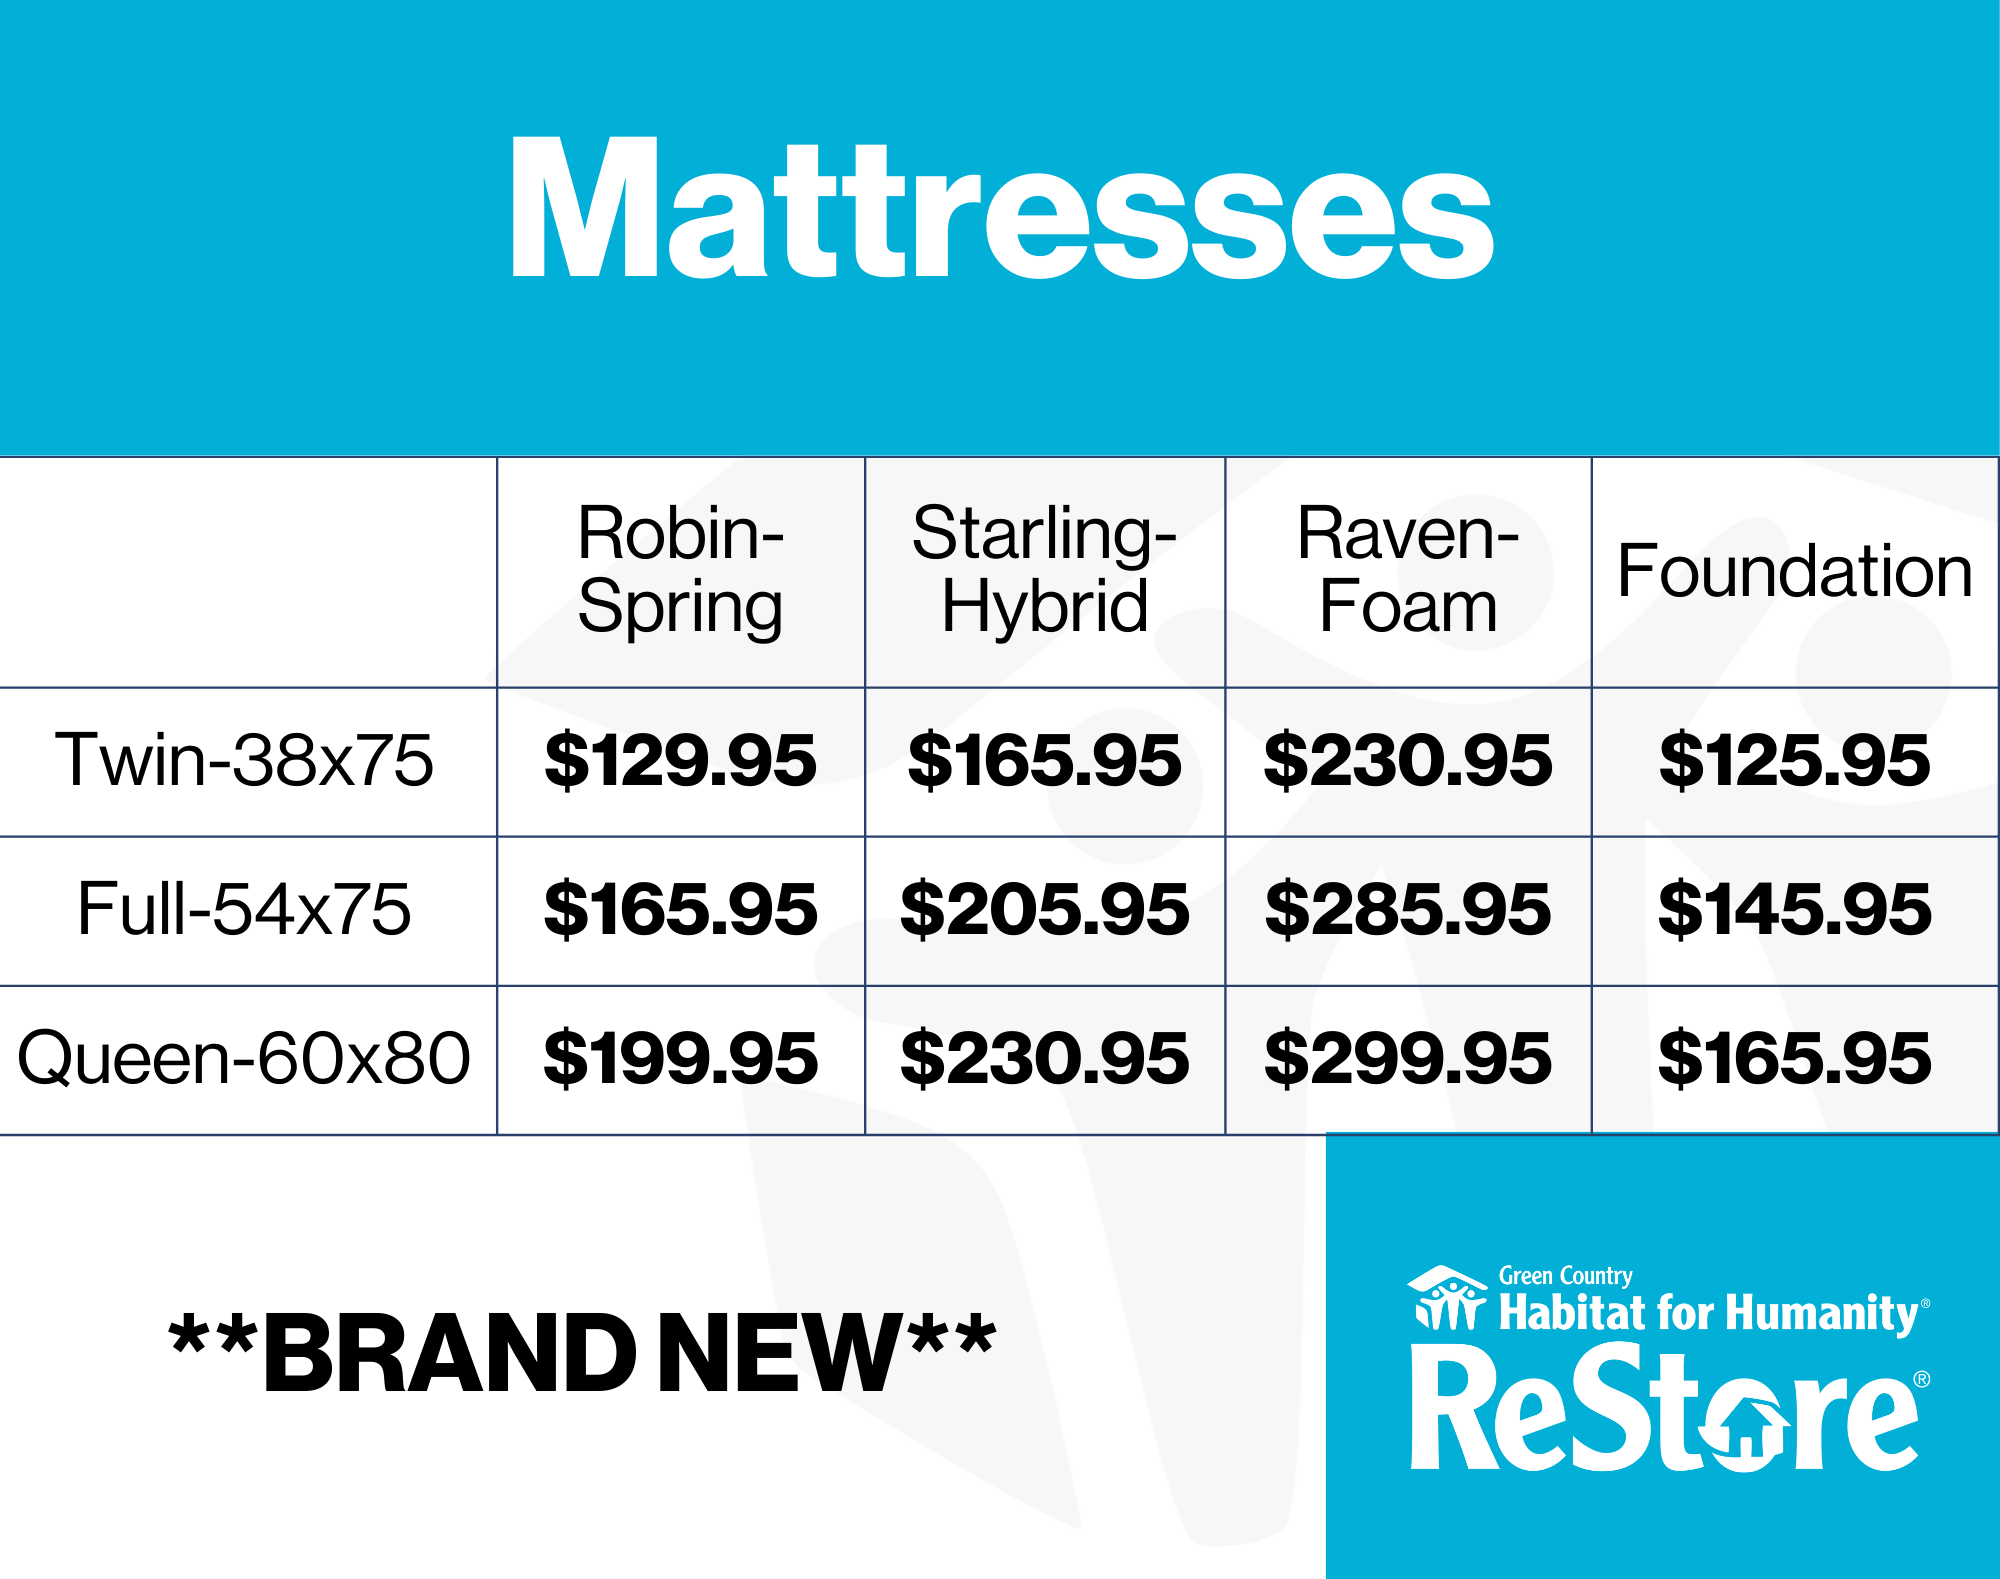 Mattresses
Robin-
Spring
Starling-
Hybrid
Raven-
Foam
Foundation
Twin-38x75 $129.95 $165.95 $230.95 $125.95
Full-54x75 $165.95 $205.95 $285.95 $145.95
Queen-60x80 $199.95 $230.95 $299.95 $165.95
**BRAND NEW**
Green Country
Habitat for Humanity®
ReStore®